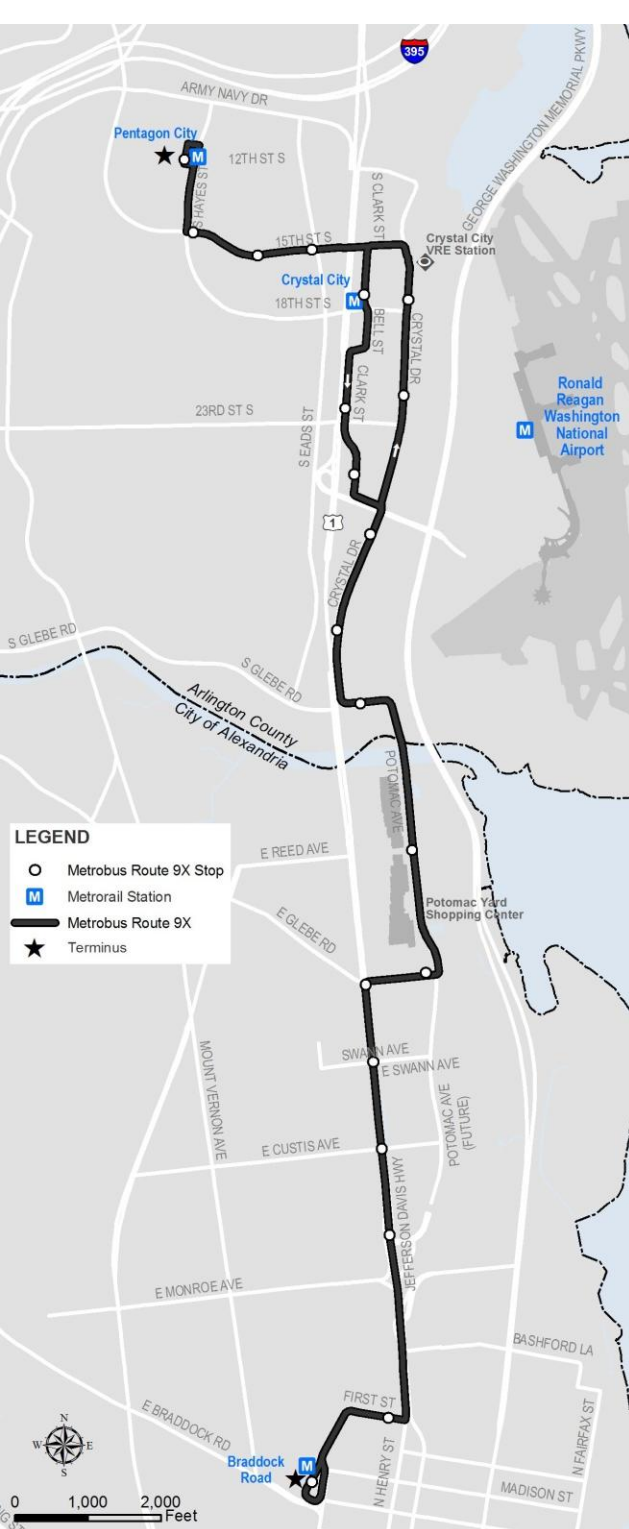 395
ARMY NAVY DR
GEORGE WASHINGTON MEMORIAL PKWY
Pentagon City
M
12TH ST S
S HAYES ST
S CLARK ST
15TH ST S
Crystal City
VRE Station
Crystal City
M
18TH ST S
BELL ST
CRYSTAL DR
CLARK ST
23RD ST S
S EADS ST
Ronald
Reagan
Washington
National
Airport
M
1
CRYSTAL DR
S GLEBE RD
S GLEBE RD
Arlington County
City of Alexandria
POTOMAC AVE
LEGEND
Metrobus Route 9X Stop
M Metrorail Station
Metrobus Route 9X
Terminus
E REED AVE
E GLEBE RD
Potomac Yard
Shopping Center
SWANN AVE
E SWANN AVE
MOUNT VERNON AVE
POTOMAC AVE
(FUTURE)
E CUSTIS AVE
JEFFERSON DAVIS HWY
E MONROE AVE
BASHFORD LA
FIRST ST
N FAIRFAX ST
E BRADDOCK RD
N HENRY ST
N
W E
S
Braddock
Road
M
MADISON ST
0 1,000 2,000
Feet